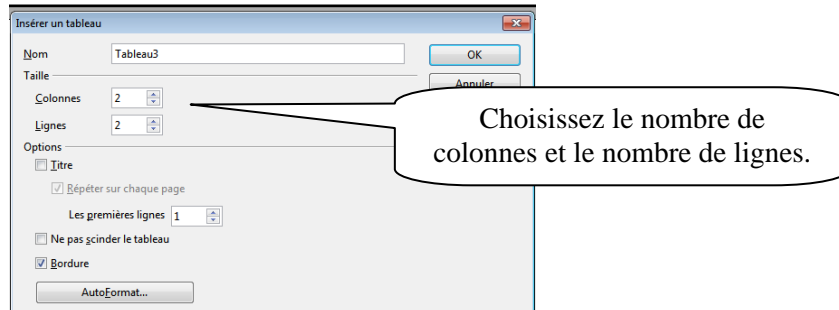 Insérer un tableau
Nom Tableau3 OK
Taille Annuler
Colonnes 2
Lignes 2
Choisissez le nombre de
colonnes et le nombre de lignes.
Options
Titre
Répéter sur chaque page
Les premières lignes 1
Ne pas scinder le tableau
Bordure
AutoFormat...